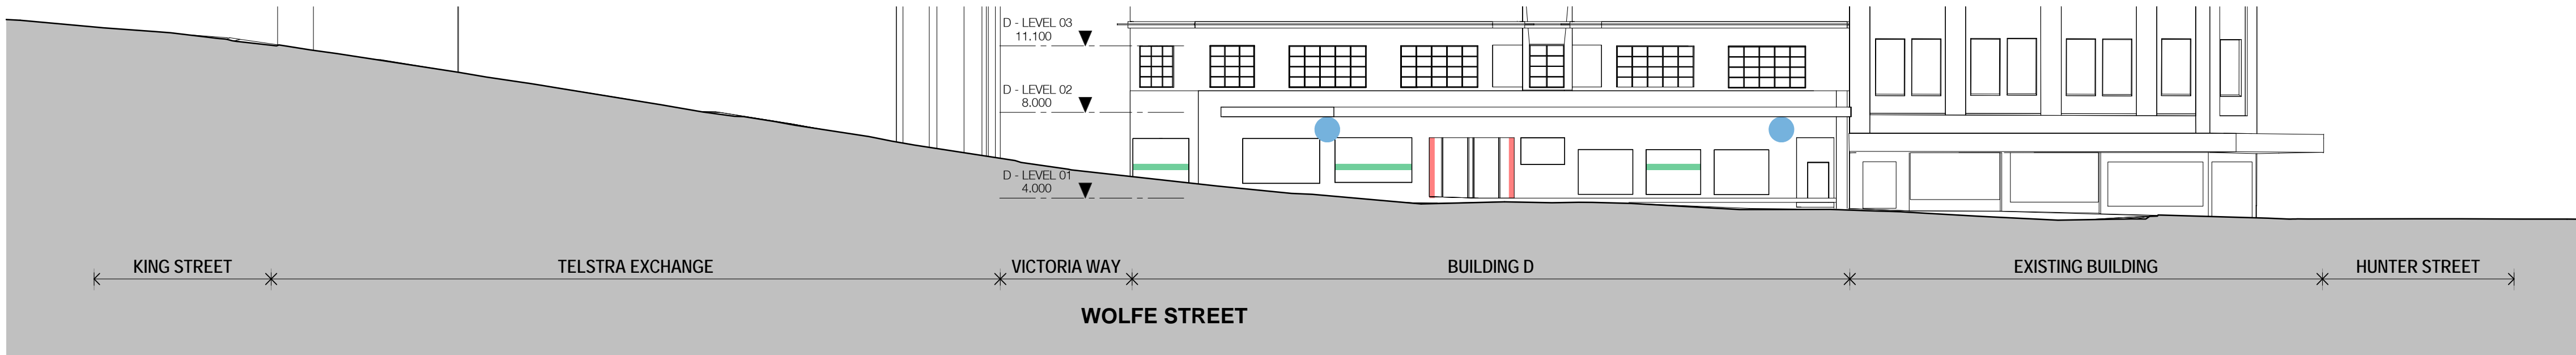 D - LEVEL 03
11.100
D - LEVEL 02
8.000
D - LEVEL 01
4.000
KING STREET
TELSTRA EXCHANGE
VICTORIA WAY
BUILDING D
EXISTING BUILDING
HUNTER STREET
WOLFE STREET